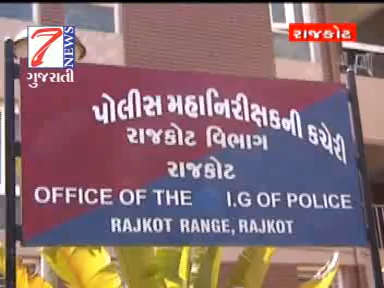 7 NEWS
ગુજરાતી
રાજકોટ
પોલીસ મહાનિરીક્ષકની કચેરી
રાજકોટ વિભાગ
રાજકોટ
OFFICE OF THE I.G OF POLICE
RAJKOT RANGE, RAJKOT